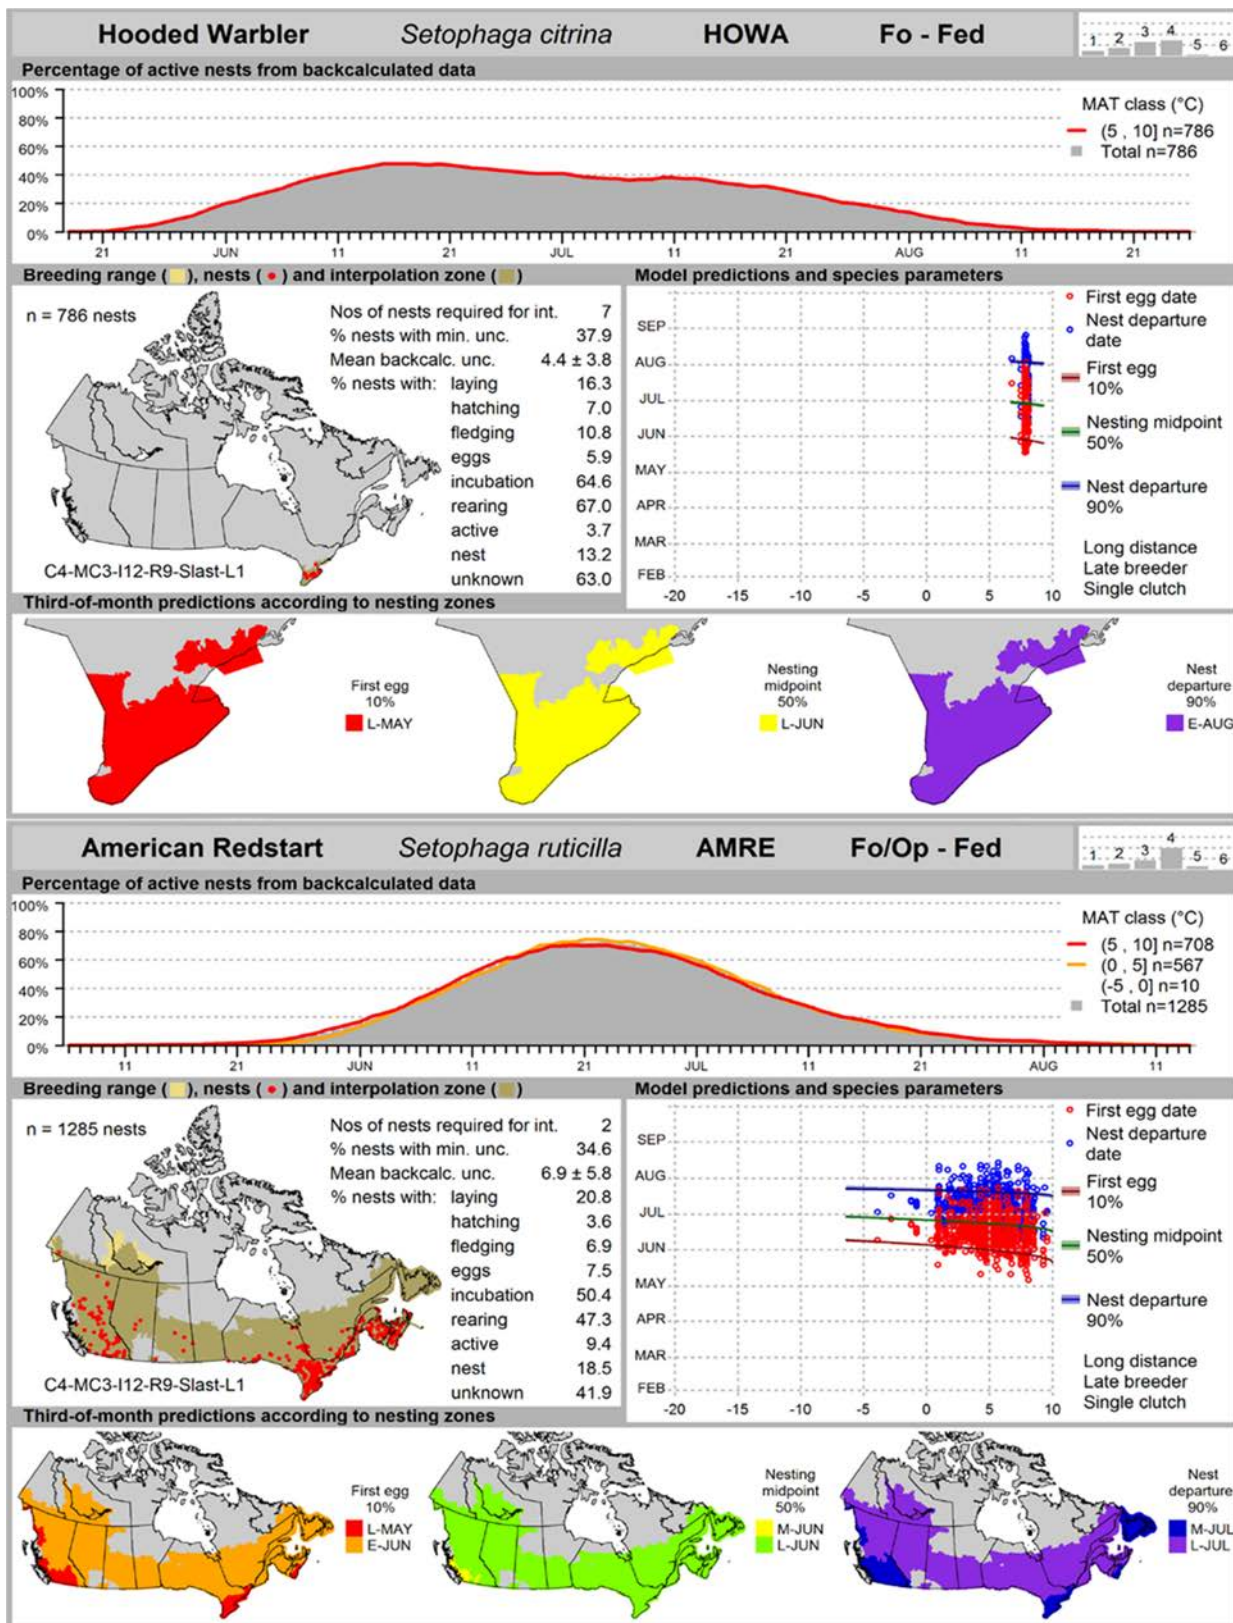 Hooded Warbler Setophaga citrina HOWA Fo - Fed
1 2 3 4 5 6
Percentage of active nests from backcalculated data
100%
80%
60%
40%
20%
0%
21 JUN 11 21 JUL 11 21 AUG 11 21
MAT class (°C)
(5 , 10] n=786
Total n=786
Breeding range ( ), nests ( ) and interpolation zone ( )
n = 786 nests
Nos of nests required for int. 7
% nests with min. unc. 37.9
Mean backcalc. unc. 4.4 ± 3.8
% nests with: laying 16.3
hatching 7.0
fledging 10.8
eggs 5.9
incubation 64.6
rearing 67.0
active 3.7
nest 13.2
unknown 63.0
C4-MC3-I12-R9-Slast-L1
Model predictions and species parameters
SEP
AUG
JUL
JUN
MAY
APR
MAR
FEB
-20 -15 -10 -5 0 5 10
First egg date
Nest departure
date
First egg
10%
Nesting midpoint
50%
Nest departure
90%
Long distance
Late breeder
Single clutch
Third-of-month predictions according to nesting zones
First egg
10%
L-MAY
Nesting
midpoint
50%
L-JUN
Nest
departure
90%
E-AUG
American Redstart Setophaga ruticilla AMRE Fo/Op - Fed
1 2 3 4 5 6
Percentage of active nests from backcalculated data
100%
80%
60%
40%
20%
0%
11 21 JUN 11 21 JUL 11 21 AUG 11
MAT class (°C)
(5 , 10] n=708
(0 , 5] n=567
(-5 , 0] n=10
Total n=1285
Breeding range ( ), nests ( ) and interpolation zone ( )
n = 1285 nests
Nos of nests required for int. 2
% nests with min. unc. 34.6
Mean backcalc. unc. 6.9 ± 5.8
% nests with: laying 20.8
hatching 3.6
fledging 6.9
eggs 7.5
incubation 50.4
rearing 47.3
active 9.4
nest 18.5
unknown 41.9
C4-MC3-I12-R9-Slast-L1
Model predictions and species parameters
SEP
AUG
JUL
JUN
MAY
APR
MAR
FEB
-20 -15 -10 -5 0 5 10
First egg date
Nest departure
date
First egg
10%
Nesting midpoint
50%
Nest departure
90%
Long distance
Late breeder
Single clutch
Third-of-month predictions according to nesting zones
First egg
10%
L-MAY
E-JUN
Nesting
midpoint
50%
M-JUN
L-JUN
Nest
departure
90%
M-JUL
L-JUL